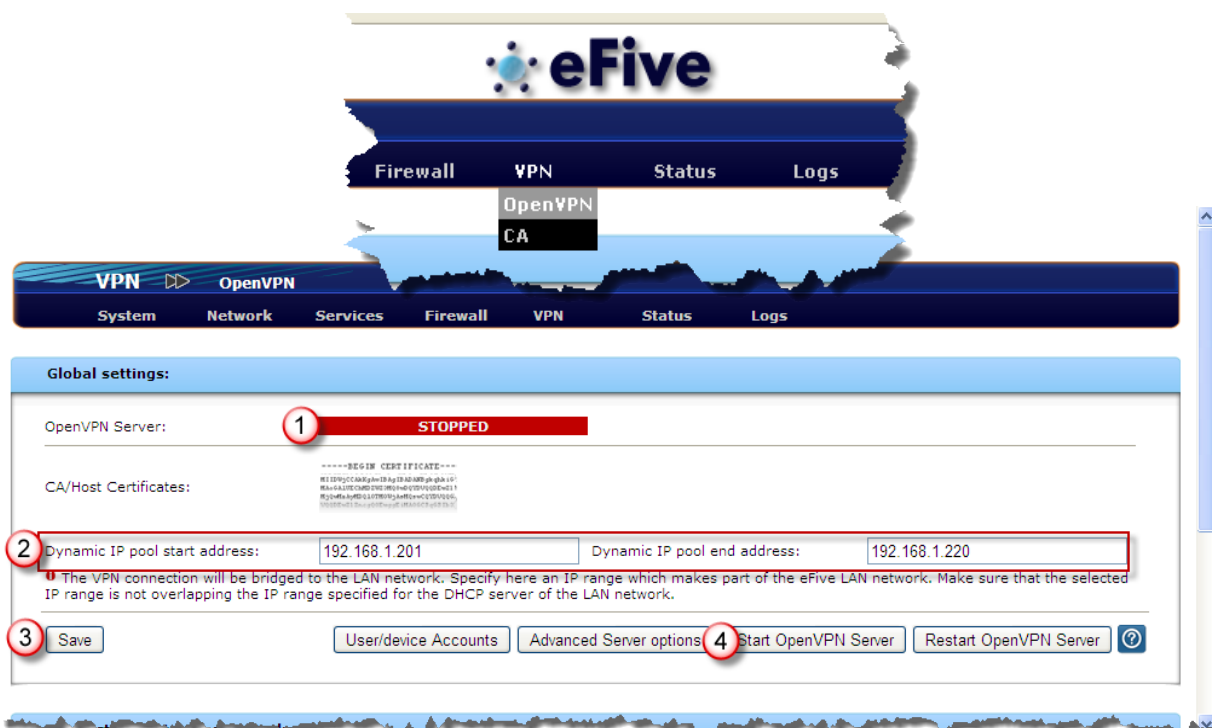 eFive
Firewall VPN Status Logs
OpenVPN
CA
VPN OpenVPN
System Network Services Firewall VPN Status Logs
Global settings:
OpenVPN Server: 1 STOPPED
-----BEGIN CERTIFICATE---
CA/Host Certificates:
2 Dynamic IP pool start address: 192.168.1.201 Dynamic IP pool end address: 192.168.1.220
The VPN connection will be bridged to the LAN network. Specify here an IP range which makes part of the eFive LAN network. Make sure that the selected
IP range is not overlapping the IP range specified for the DHCP server of the LAN network.
3 Save User/device Accounts Advanced Server options 4 Start OpenVPN Server Restart OpenVPN Server ?